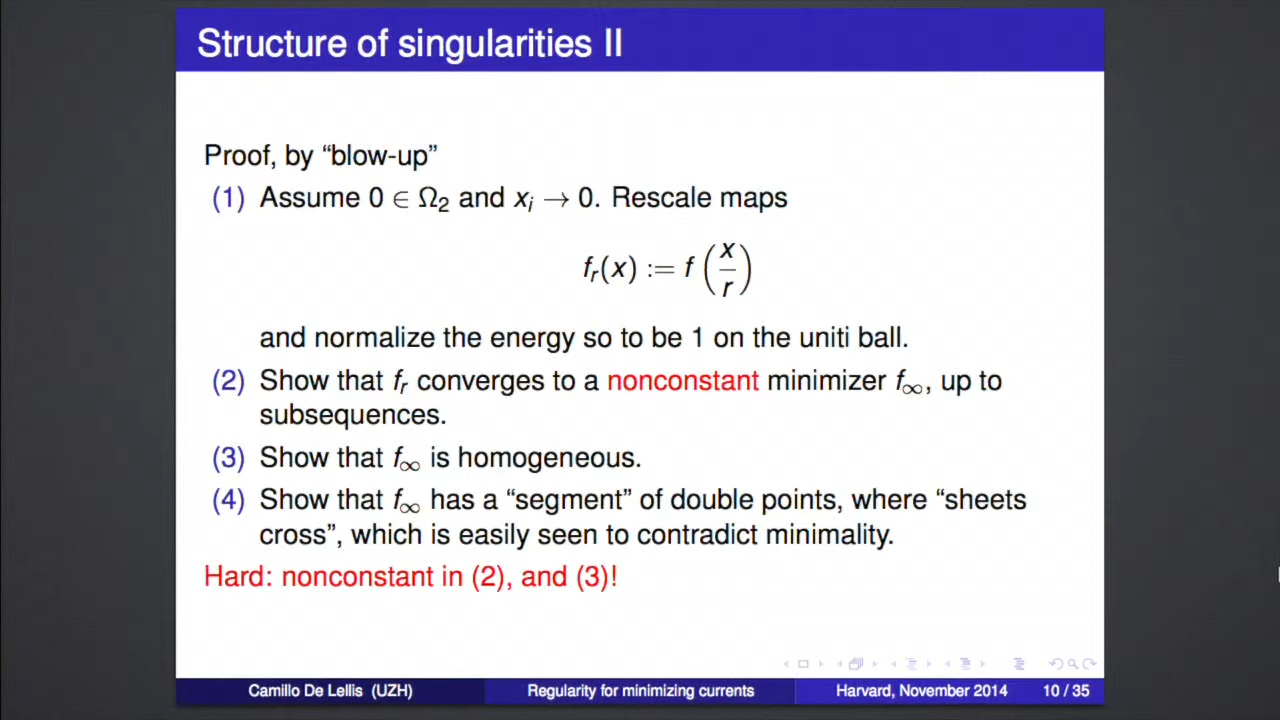 Structure of singularities II
Proof, by “blow-up”
(1) Assume 0 ∈ Ω₂ and xᵢ → 0. Rescale maps
fᵣ(x) := f (x/r)
and normalize the energy so to be 1 on the uniti ball.
(2) Show that fᵣ converges to a nonconstant minimizer f∞, up to
subsequences.
(3) Show that f∞ is homogeneous.
(4) Show that f∞ has a “segment” of double points, where “sheets
cross”, which is easily seen to contradict minimality.
Hard: nonconstant in (2), and (3)!
Camillo De Lellis (UZH) Regularity for minimizing currents Harvard, November 2014 10 / 35